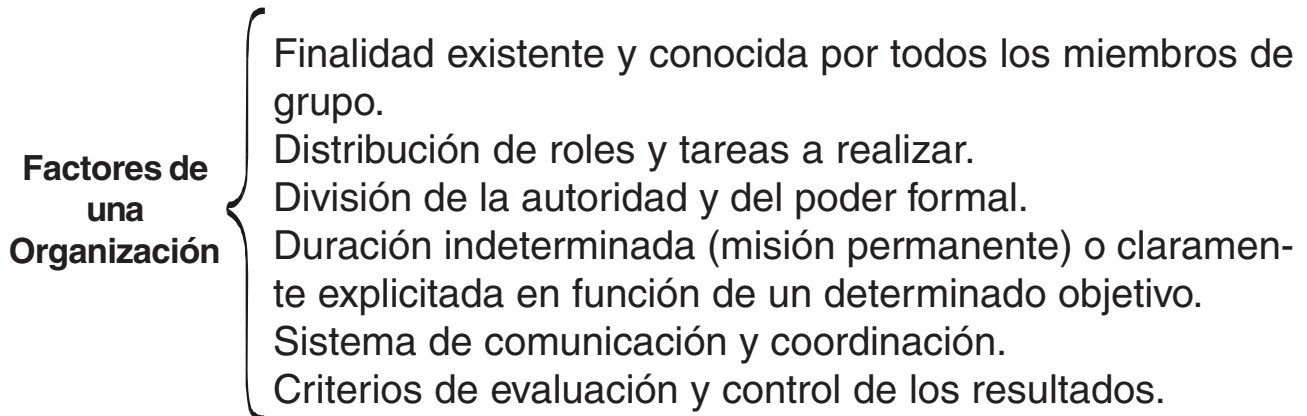 Factores de
una
Organización
Finalidad existente y conocida por todos los miembros de
grupo.
Distribución de roles y tareas a realizar.
División de la autoridad y del poder formal.
Duración indeterminada (misión permanente) o claramen-
te explicitada en función de un determinado objetivo.
Sistema de comunicación y coordinación.
Criterios de evaluación y control de los resultados.